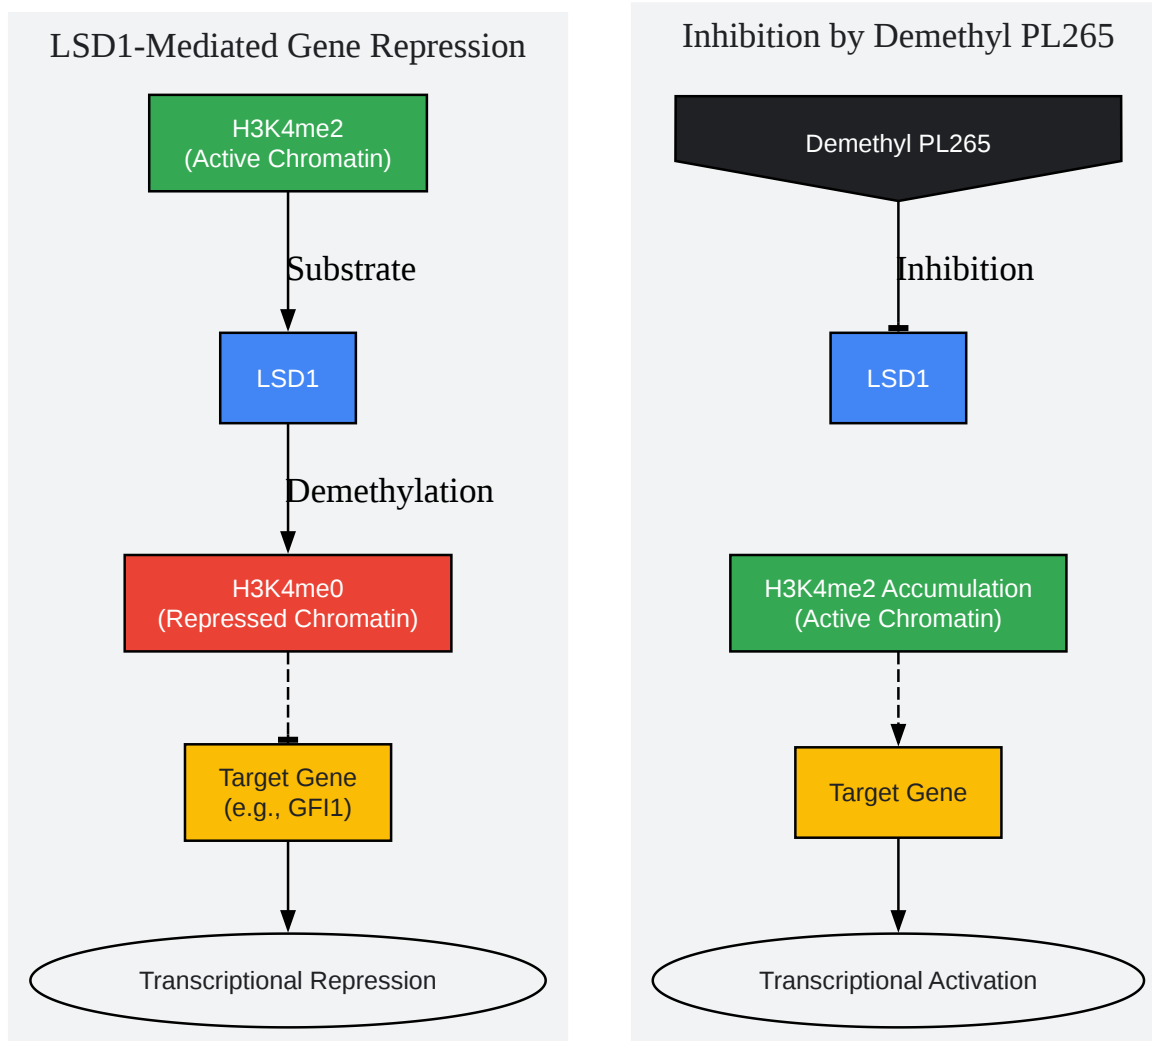 LSD1-Mediated Gene Repression
H3K4me2
(Active Chromatin)
Substrate
LSD1
Demethylation
H3K4me0
(Repressed Chromatin)
Target Gene
(e.g., GFI1)
Transcriptional Repression
Inhibition by Demethyl PL265
Demethyl PL265
Inhibition
LSD1
H3K4me2 Accumulation
(Active Chromatin)
Target Gene
Transcriptional Activation